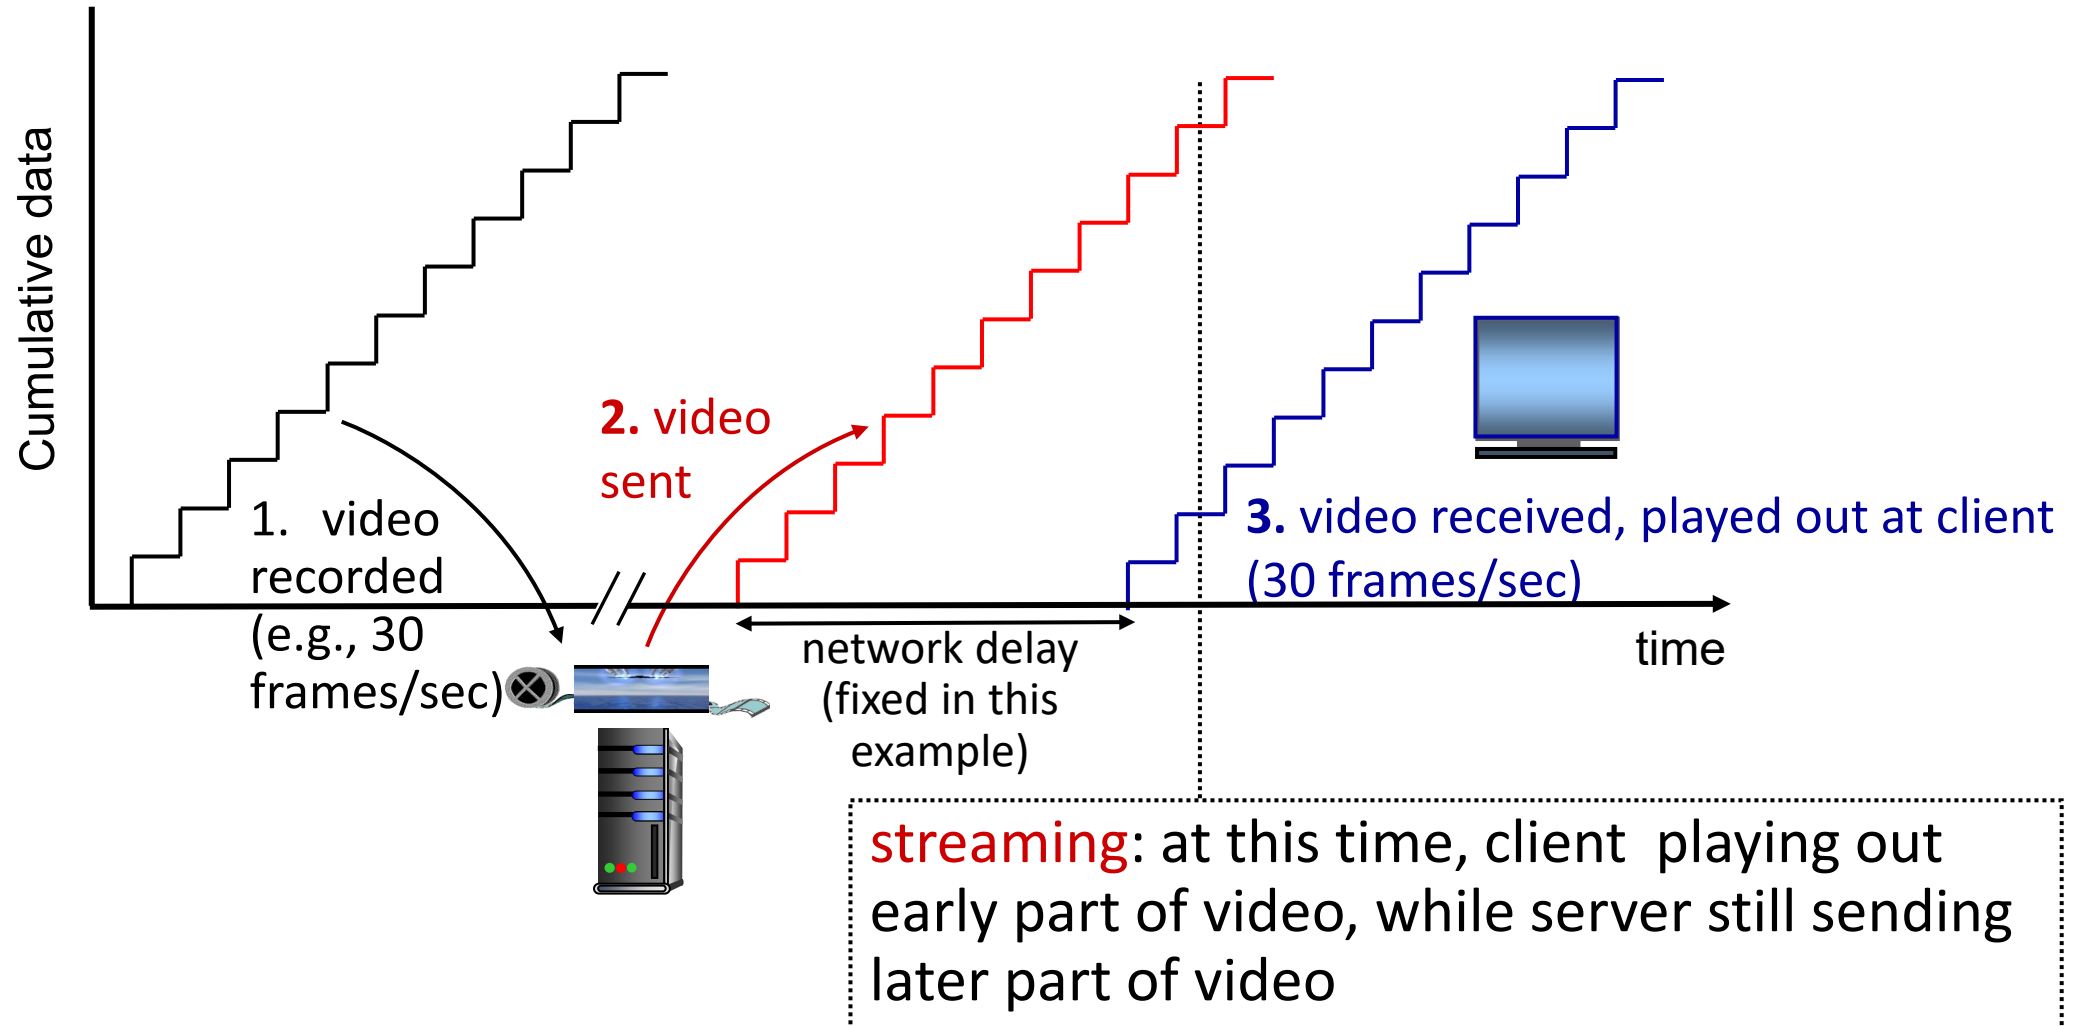 Cumulative data
1. video
recorded
(e.g., 30
frames/sec)
2. video
sent
3. video received, played out at client
(30 frames/sec)
network delay
(fixed in this
example)
time
streaming: at this time, client playing out
early part of video, while server still sending
later part of video